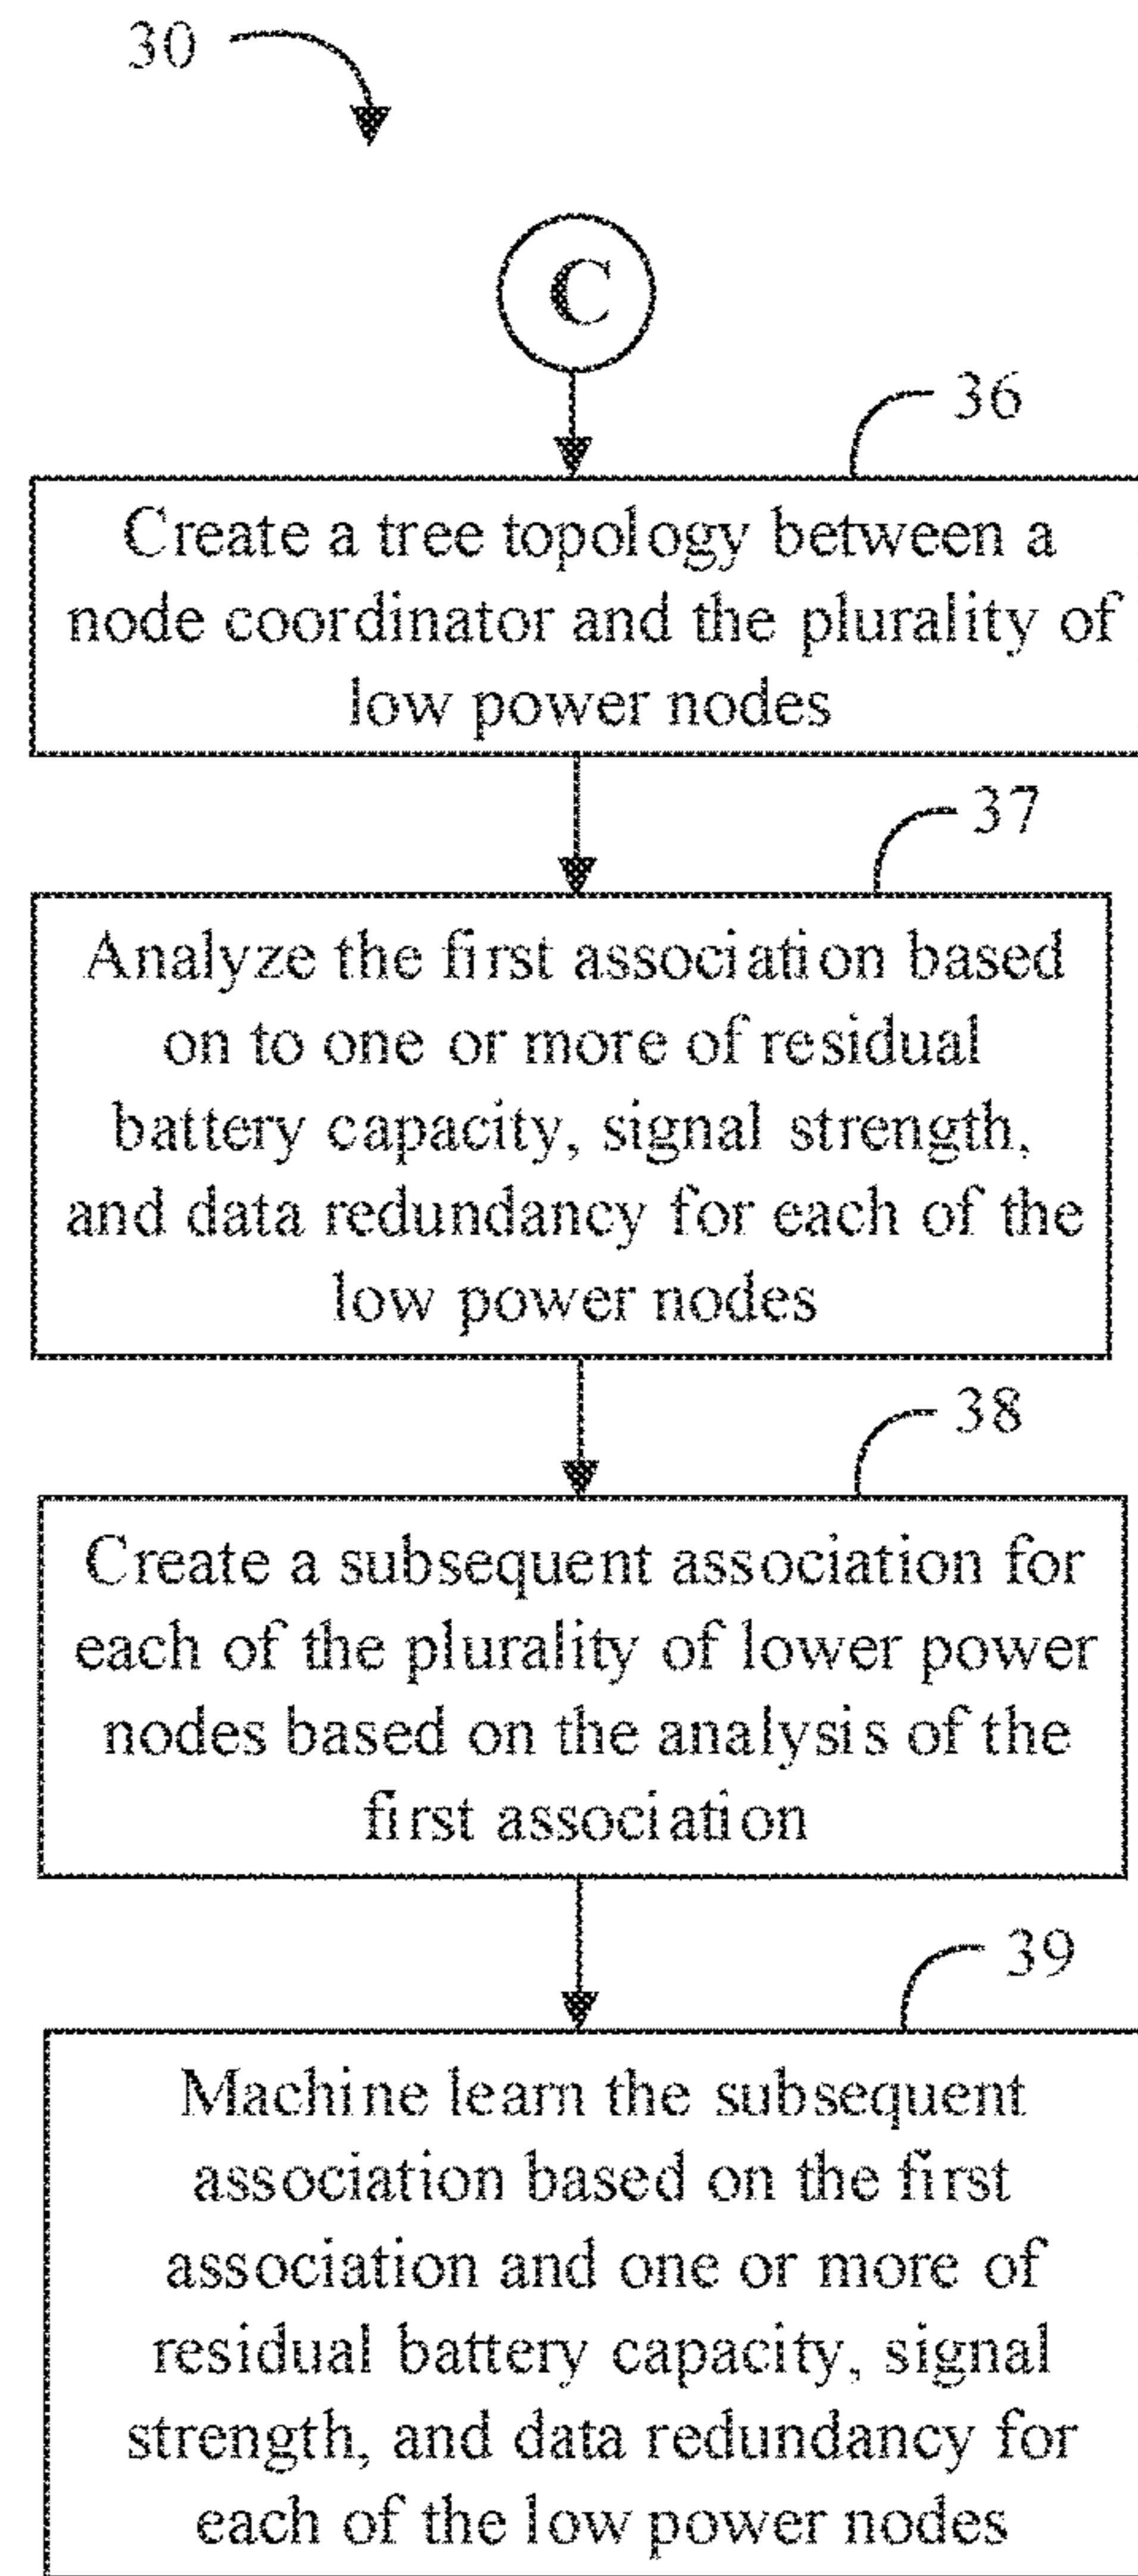 30
C
36
Create a tree topology between a
node coordinator and the plurality of
low power nodes
37
Analyze the first association based
on to one or more of residual
battery capacity, signal strength,
and data redundancy for each of the
low power nodes
38
Create a subsequent association for
each of the plurality of lower power
nodes based on the analysis of the
first association
39
Machine learn the subsequent
association based on the first
association and one or more of
residual battery capacity, signal
strength, and data redundancy for
each of the low power nodes